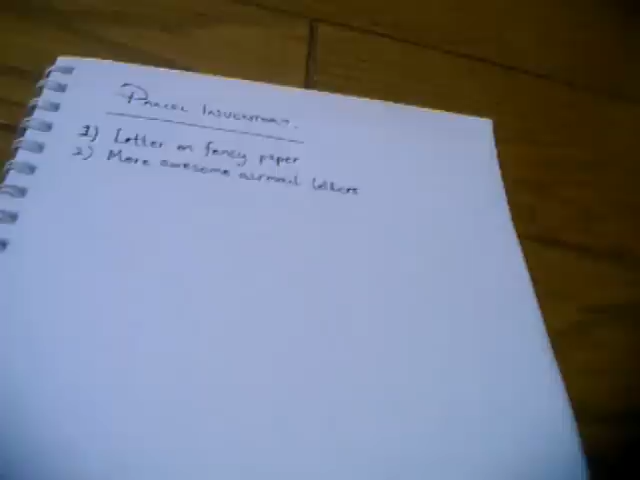 PARCEL INVENTORY.
1) Letter on fancy paper
2) More awesome airmail letters